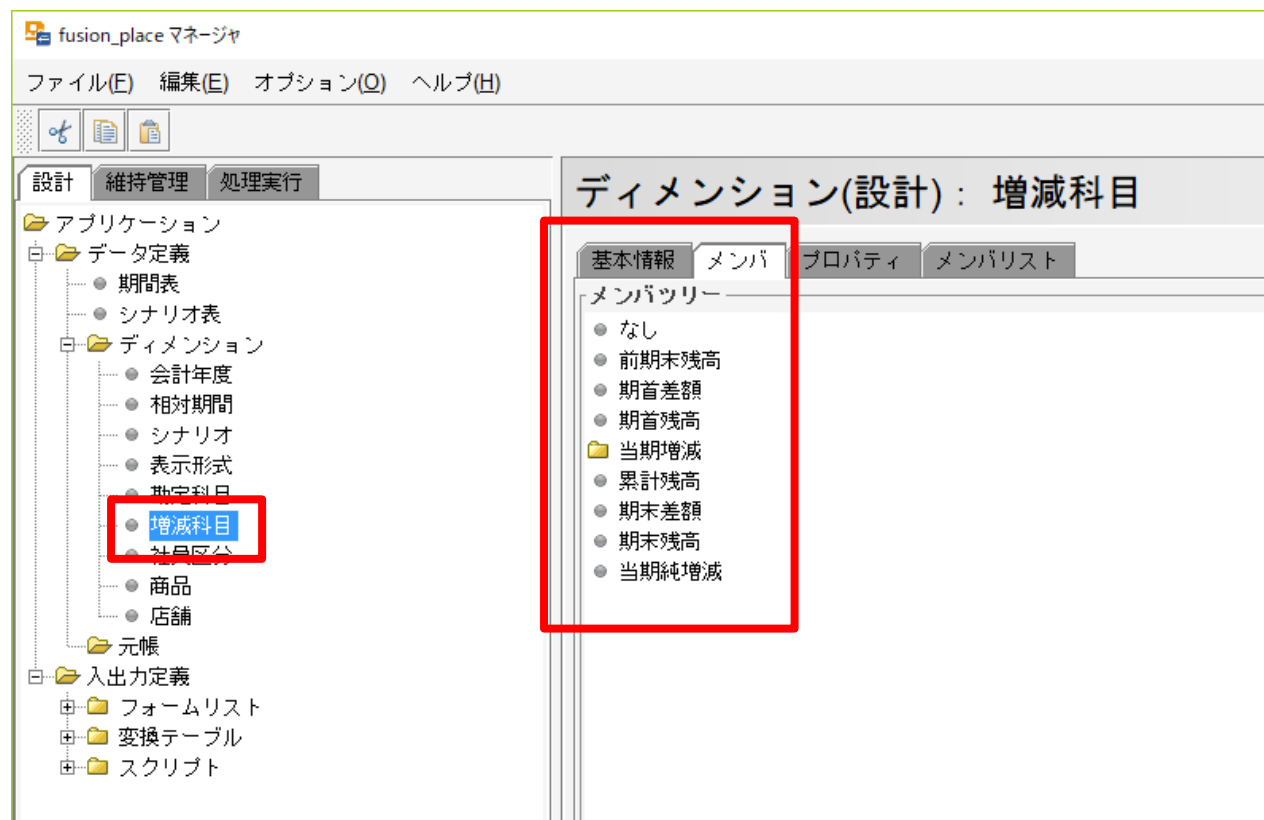 fusion_place マネージャ
ファイル(F) 編集(E) オプション(O) ヘルプ(H)
設計 維持管理 処理実行
アプリケーション
データ定義
期間表
シナリオ表
ディメンション
会計年度
相対期間
シナリオ
表示形式
勘定科目
増減科目
社員区分
商品
店舗
元帳
入出力定義
フォームリスト
変換テーブル
スクリプト
ディメンション(設計) : 増減科目
基本情報 メンバ プロパティ メンバリスト
メンバツリー
なし
前期末残高
期首差額
期首残高
当期増減
累計残高
期末差額
期末残高
当期純増減